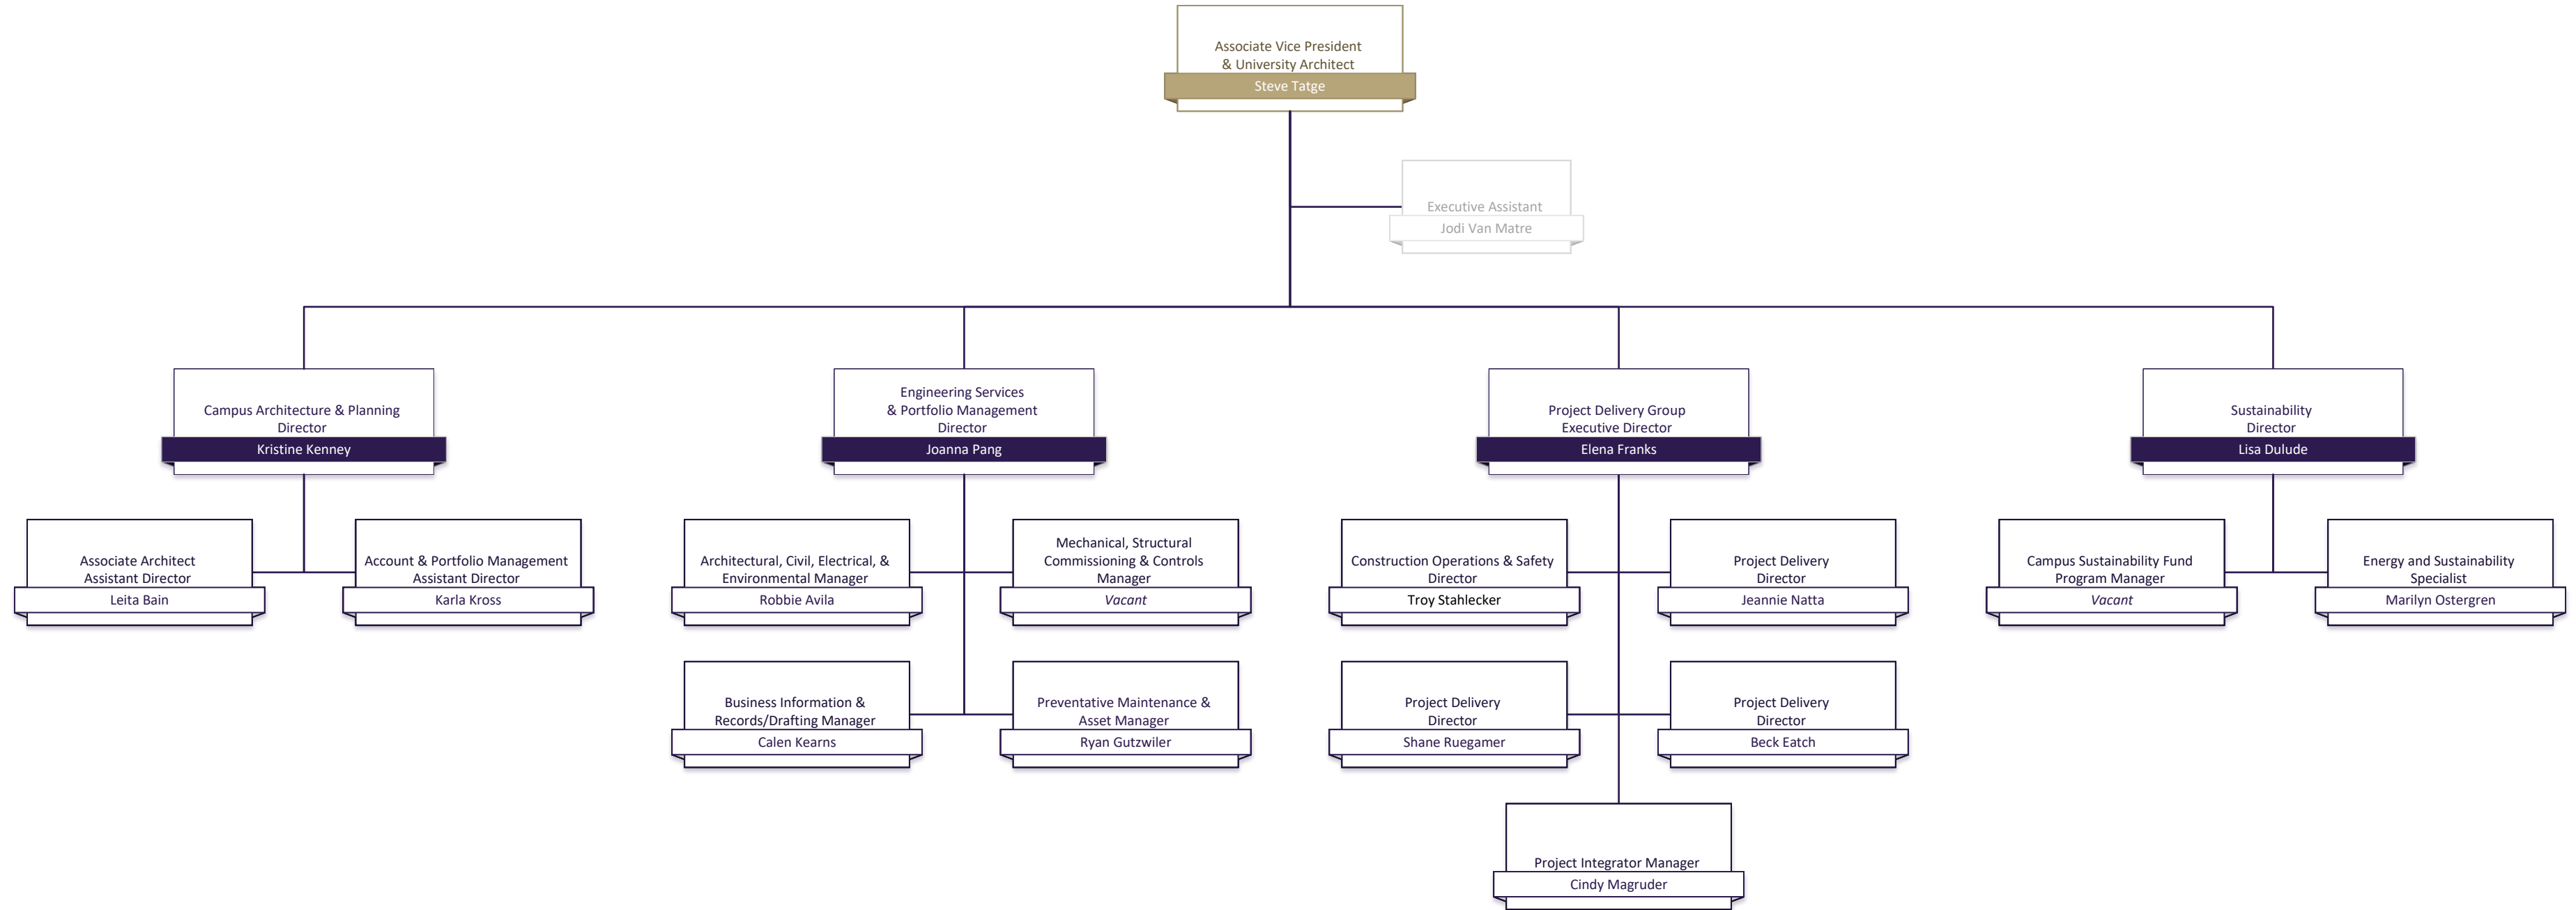 Associate Vice President
& University Architect
Steve Tatge
Executive Assistant
Jodi Van Matre
Campus Architecture & Planning
Director
Kristine Kenney
Engineering Services
& Portfolio Management
Director
Joanna Pang
Project Delivery Group
Executive Director
Elena Franks
Sustainability
Director
Lisa Dulude
Associate Architect
Assistant Director
Leita Bain
Account & Portfolio Management
Assistant Director
Karla Kross
Architectural, Civil, Electrical, &
Environmental Manager
Robbie Avila
Mechanical, Structural
Commissioning & Controls
Manager
Vacant
Construction Operations & Safety
Director
Troy Stahlecker
Project Delivery
Director
Jeannie Natta
Campus Sustainability Fund
Program Manager
Vacant
Energy and Sustainability
Specialist
Marilyn Ostergren
Business Information &
Records/Drafting Manager
Calen Kearns
Preventative Maintenance &
Asset Manager
Ryan Gutzwiler
Project Delivery
Director
Shane Ruegamer
Project Delivery
Director
Beck Eatch
Project Integrator Manager
Cindy Magruder